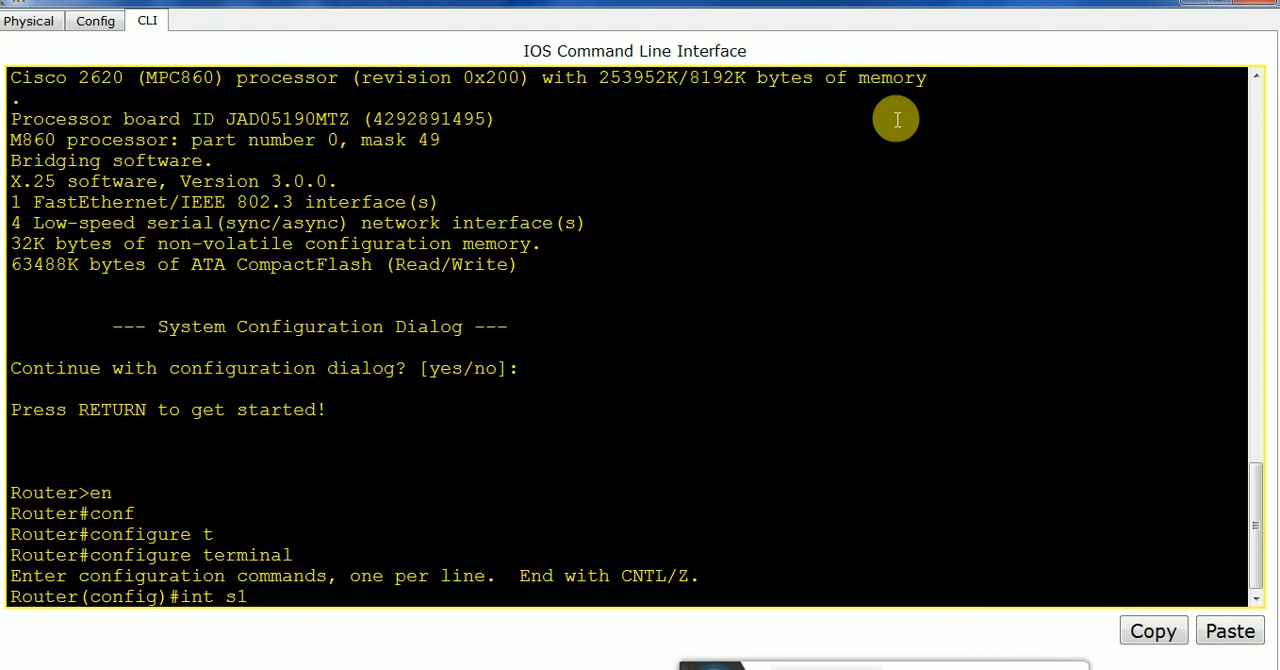 Physical
Config
CLI
IOS Command Line Interface
Cisco 2620 (MPC860) processor (revision 0x200) with 253952K/8192K bytes of memory
.
Processor board ID JAD05190MTZ (4292891495)
M860 processor: part number 0, mask 49
Bridging software.
X.25 software, Version 3.0.0.
1 FastEthernet/IEEE 802.3 interface(s)
4 Low-speed serial(sync/async) network interface(s)
32K bytes of non-volatile configuration memory.
63488K bytes of ATA CompactFlash (Read/Write)
--- System Configuration Dialog ---
Continue with configuration dialog? [yes/no]:
Press RETURN to get started!
Router>en
Router#conf
Router#configure t
Router#configure terminal
Enter configuration commands, one per line.  End with CNTL/Z.
Router(config)#int s1
Copy
Paste